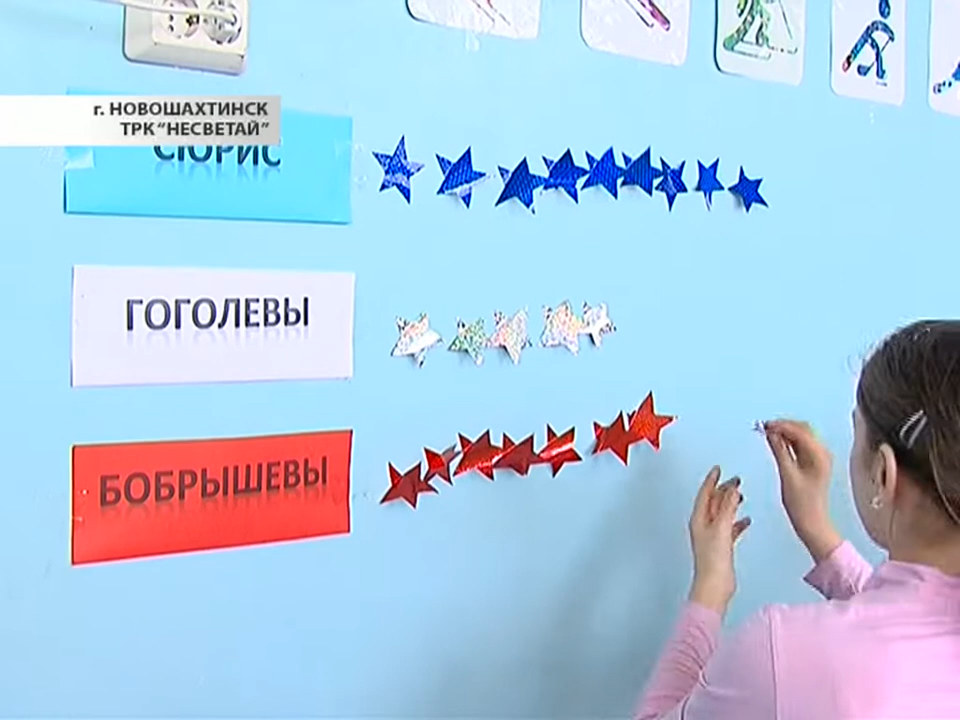 г. НОВОШАХТИНСК
ТРК “НЕСВЕТАЙ”
СЮРИС
ГОГОЛЕВЫ
БОБРЫШЕВЫ